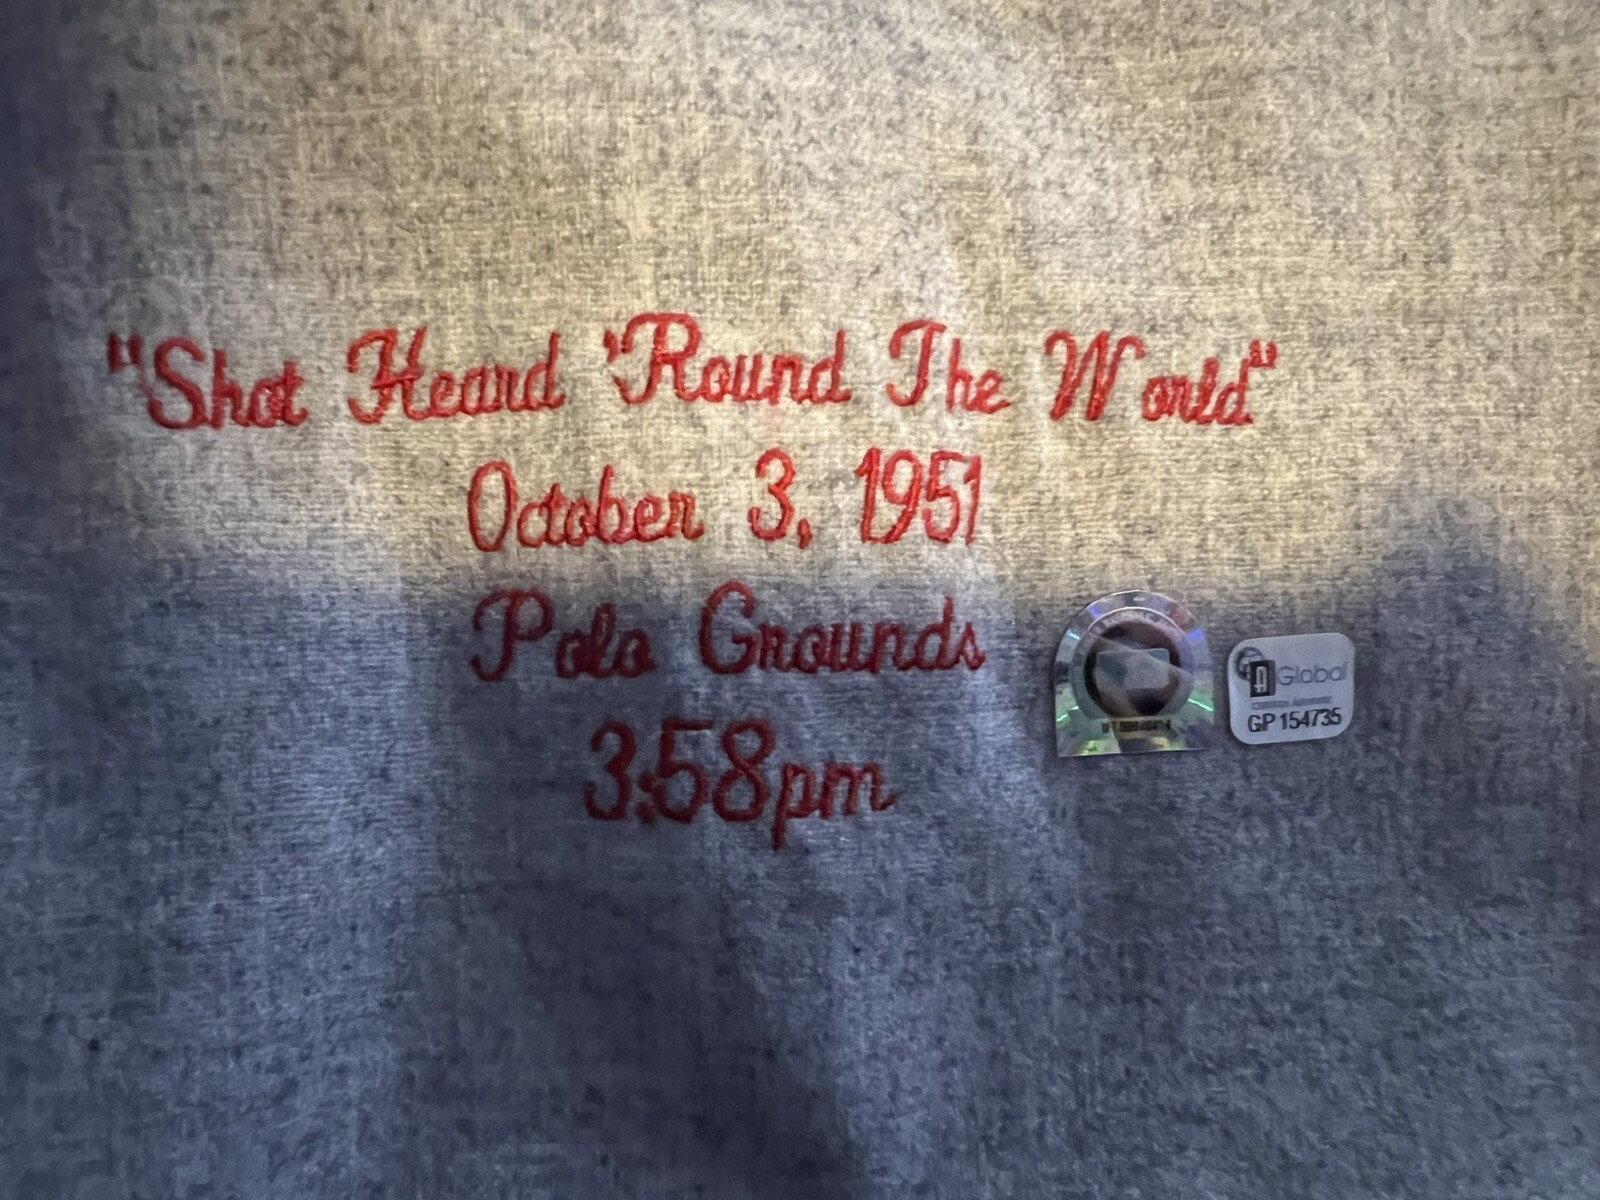 "Shot Heard 'Round The World"
October 3, 1951
Polo Grounds
3:58pm
Global
GP 154735